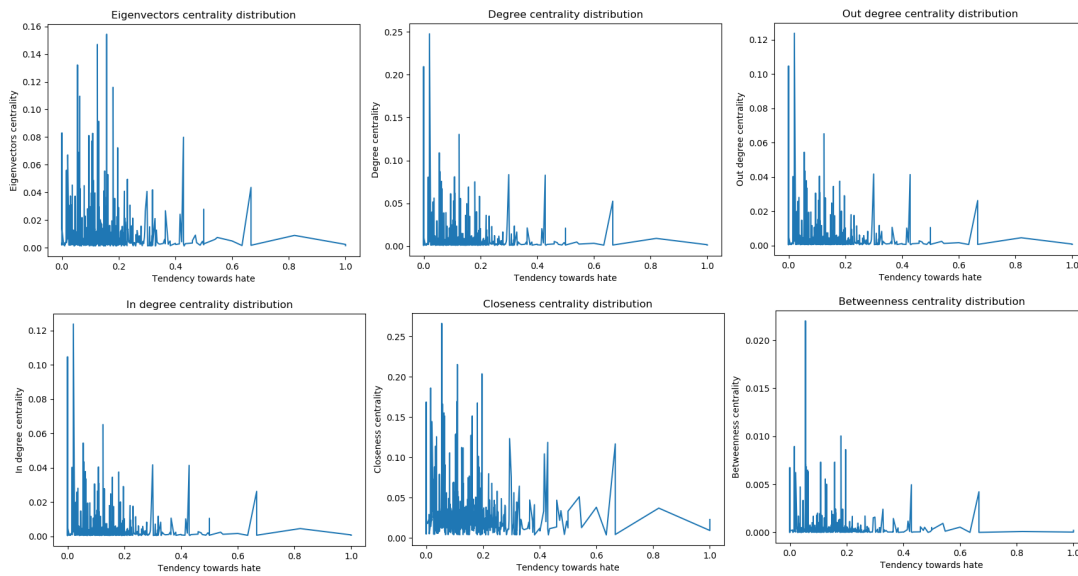 Eigenvectors centrality distribution
Eigenvectors centrality
0.16
0.14
0.12
0.10
0.08
0.06
0.04
0.02
0.00
0.0 0.2 0.4 0.6 0.8 1.0
Tendency towards hate
Degree centrality distribution
Degree centrality
0.25
0.20
0.15
0.10
0.05
0.00
0.0 0.2 0.4 0.6 0.8 1.0
Tendency towards hate
Out degree centrality distribution
Out degree centrality
0.12
0.10
0.08
0.06
0.04
0.02
0.00
0.0 0.2 0.4 0.6 0.8 1.0
Tendency towards hate
In degree centrality distribution
In degree centrality
0.12
0.10
0.08
0.06
0.04
0.02
0.00
0.0 0.2 0.4 0.6 0.8 1.0
Tendency towards hate
Closeness centrality distribution
Closeness centrality
0.25
0.20
0.15
0.10
0.05
0.00
0.0 0.2 0.4 0.6 0.8 1.0
Tendency towards hate
Betweenness centrality distribution
Betweenness centrality
0.020
0.015
0.010
0.005
0.000
0.0 0.2 0.4 0.6 0.8 1.0
Tendency towards hate